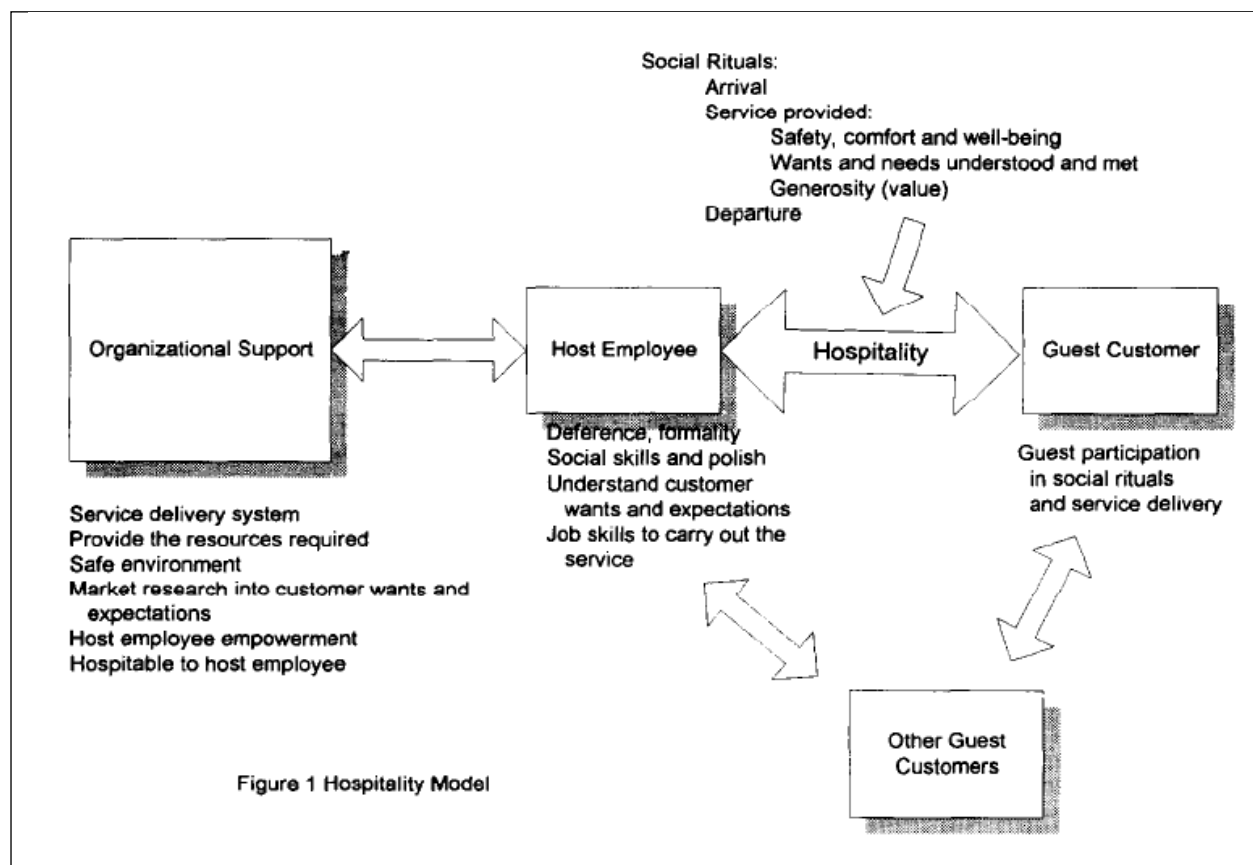 Social Rituals:
Arrival
Service provided:
Safety, comfort and well-being
Wants and needs understood and met
Generosity (value)
Departure
Organizational Support
Host Employee
Hospitality
Guest Customer
Service delivery system
Provide the resources required
Safe environment
Market research into customer wants and
expectations
Host employee empowerment
Hospitable to host employee
Deference, formality
Social skills and polish
Understand customer
wants and expectations
Job skills to carry out the
service
Guest participation
in social rituals
and service delivery
Other Guest
Customers
Figure 1 Hospitality Model